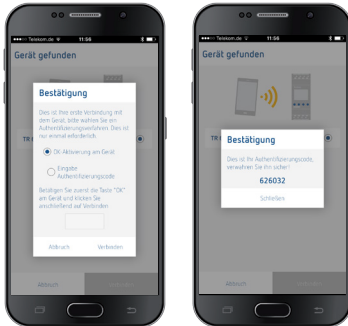 Telekom.de 11:56
Gerät gefunden
Bestätigung
Dies ist Ihre erste Verbindung mit
dem Gerät, bitte wählen Sie ein
Authentifizierungsverfahren. Dies ist
nur einmal erforderlich.
OK-Aktivierung am Gerät
Eingabe
Authentifizierungscode
Betätigen Sie zuerst die Taste "OK"
am Gerät und klicken Sie
anschließend auf Verbinden
Abbruch Verbinden
Abbruch
Telekom.de 11:56
Gerät gefunden
TR
Bestätigung
Dies ist Ihr Authentifizierungscode,
verwahren Sie ihn sicher!
626032
Schließen
Abbruch